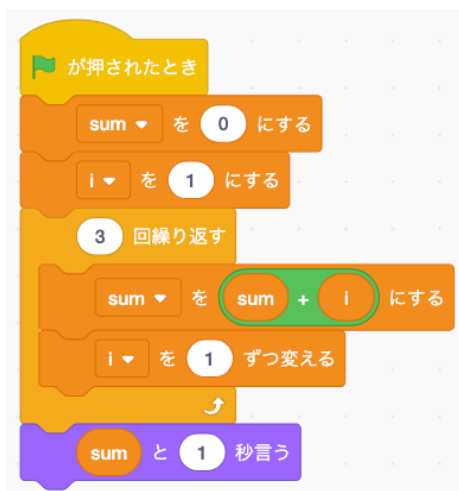 が押されたとき
sum を 0 にする
i を 1 にする
3 回繰り返す
sum を sum + i にする
i を 1 ずつ変える
sum と 1 秒言う